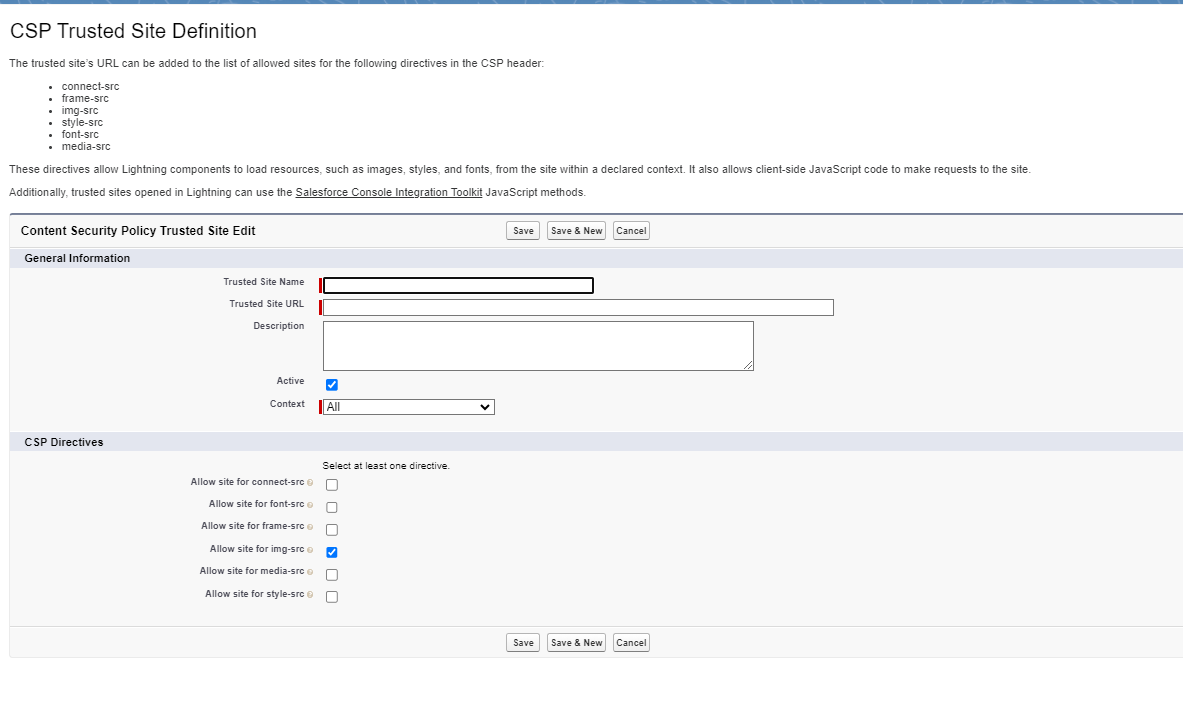 CSP Trusted Site Definition
The trusted site's URL can be added to the list of allowed sites for the following directives in the CSP header:
• connect-src
• frame-src
• img-src
• style-src
• font-src
• media-src
These directives allow Lightning components to load resources, such as images, styles, and fonts, from the site within a declared context. It also allows client-side JavaScript code to make requests to the site.
Additionally, trusted sites opened in Lightning can use the Salesforce Console Integration Toolkit JavaScript methods.
Content Security Policy Trusted Site Edit Save Save & New Cancel
General Information
Trusted Site Name
Trusted Site URL
Description
Active
Context All
CSP Directives
Select at least one directive.
Allow site for connect-src ?
Allow site for font-src ?
Allow site for frame-src ?
Allow site for img-src ?
Allow site for media-src ?
Allow site for style-src ?
Save Save & New Cancel